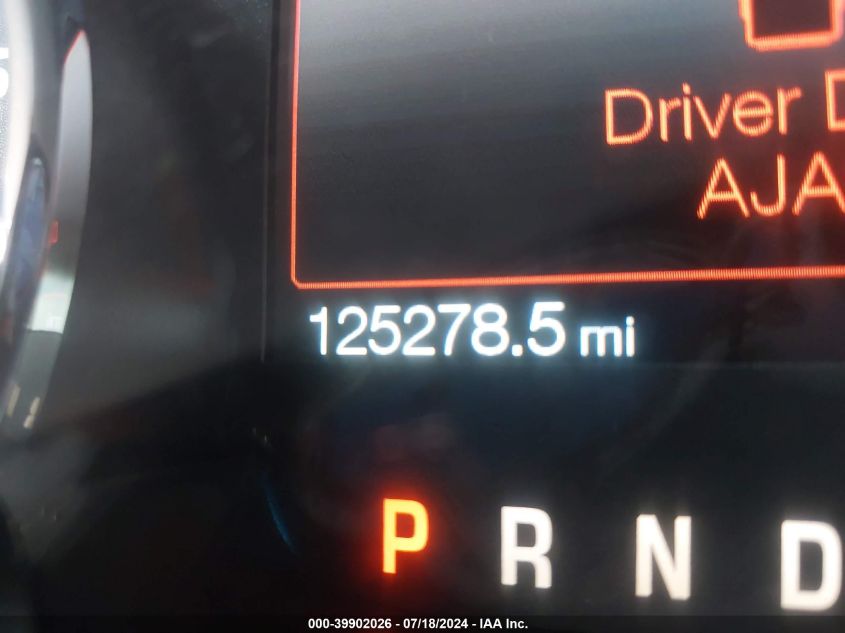 Driver D
AJA
125278.5 mi
P R N D
000-39902026 - 07/18/2024 - IAA Inc.